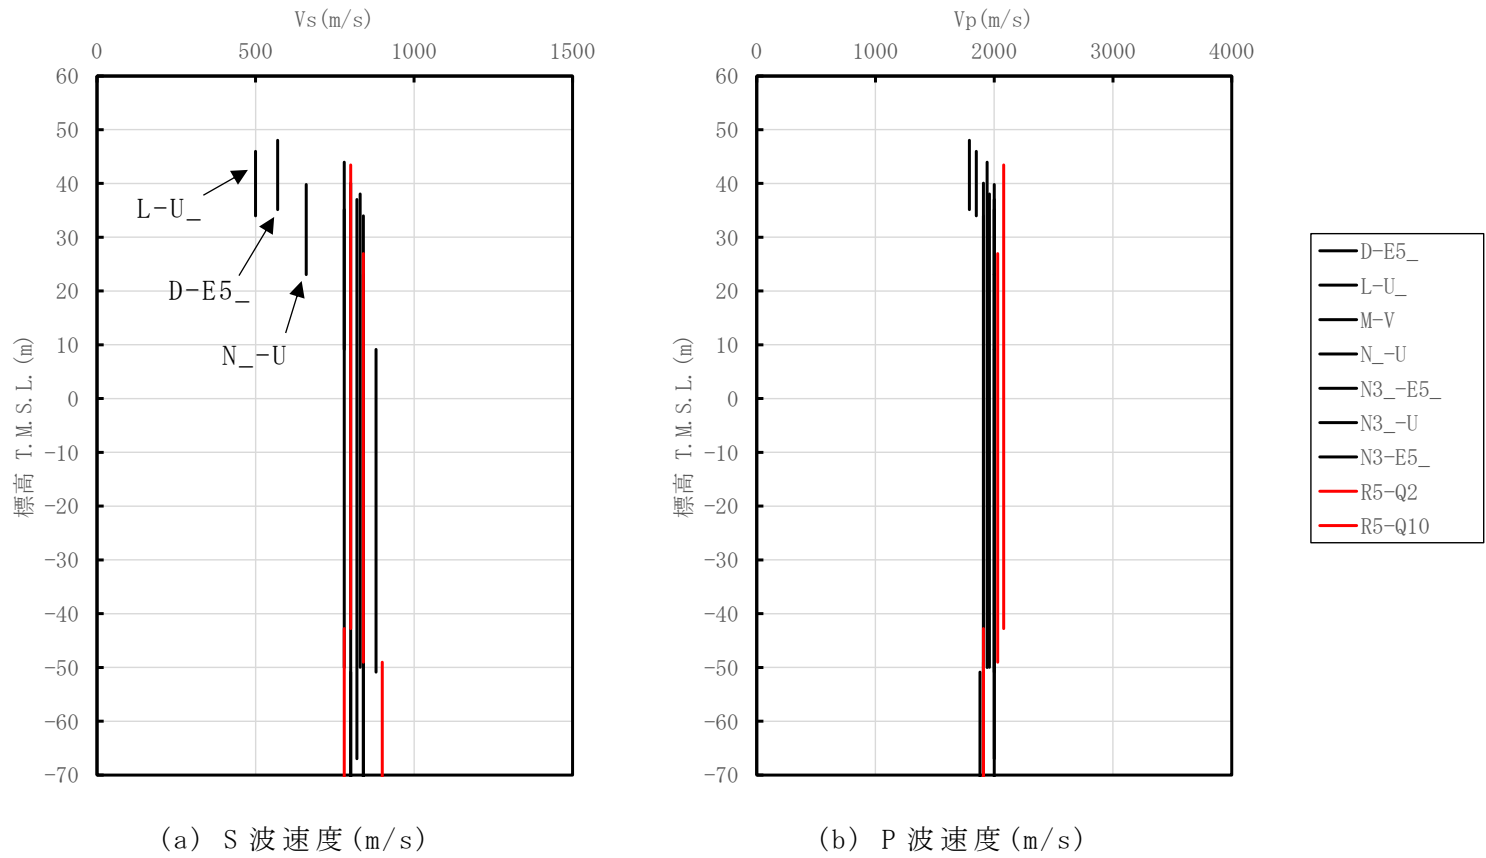 Vs(m/s)
0 500 1000 1500
60
50
40
30
20
10
0
-10
-20
-30
-40
-50
-60
-70
標高 T.M.S.L.(m)
L-U_
D-E5_
N_-U
(a) S 波速度(m/s)
Vp(m/s)
0 1000 2000 3000 4000
60
50
40
30
20
10
0
-10
-20
-30
-40
-50
-60
-70
標高 T.M.S.L.(m)
(b) P 波速度(m/s)
D-E5_
L-U_
M-V
N_-U
N3_-E5_
N3_-U
N3-E5_
R5-Q2
R5-Q10